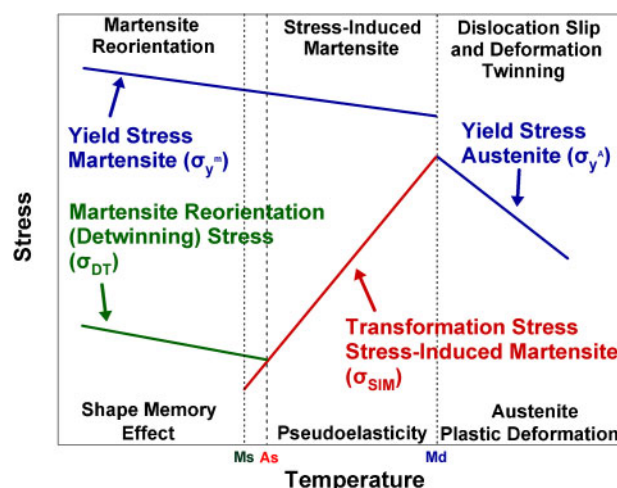 Martensite
Reorientation
Stress-Induced
Martensite
Dislocation Slip
and Deformation
Twinning
Yield Stress
Martensite (σyᵐ)
Yield Stress
Austenite (σyᴬ)
Martensite Reorientation
(Detwinning) Stress
(σDT)
Stress
Transformation Stress
Stress-Induced Martensite
(σSIM)
Shape Memory
Effect
Pseudoelasticity
Austenite
Plastic Deformation
Ms
As
Md
Temperature